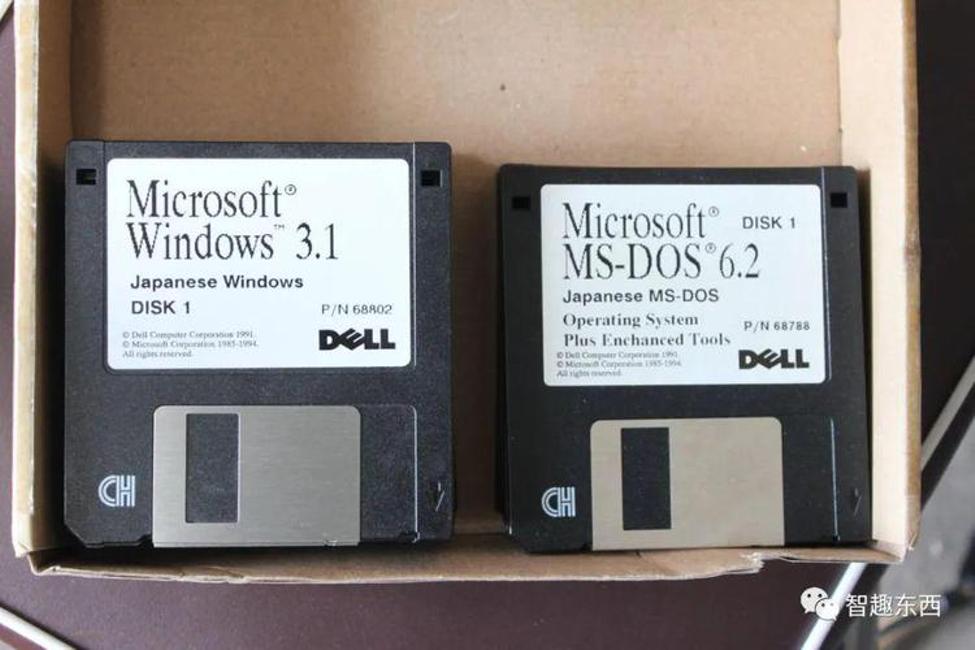 Microsoft®
Windows™ 3.1
Japanese Windows
DISK 1 P/N 68802
© Dell Computer Corporation 1991.
© Microsoft Corporation 1985-1994.
All rights reserved.
DELL
Microsoft® DISK 1
MS-DOS® 6.2
Japanese MS-DOS
Operating System
Plus Enchanced Tools
P/N 68788
© Dell Computer Corporation 1991.
© Microsoft Corporation 1985-1994.
All rights reserved.
DELL
CH
CH
智趣东西